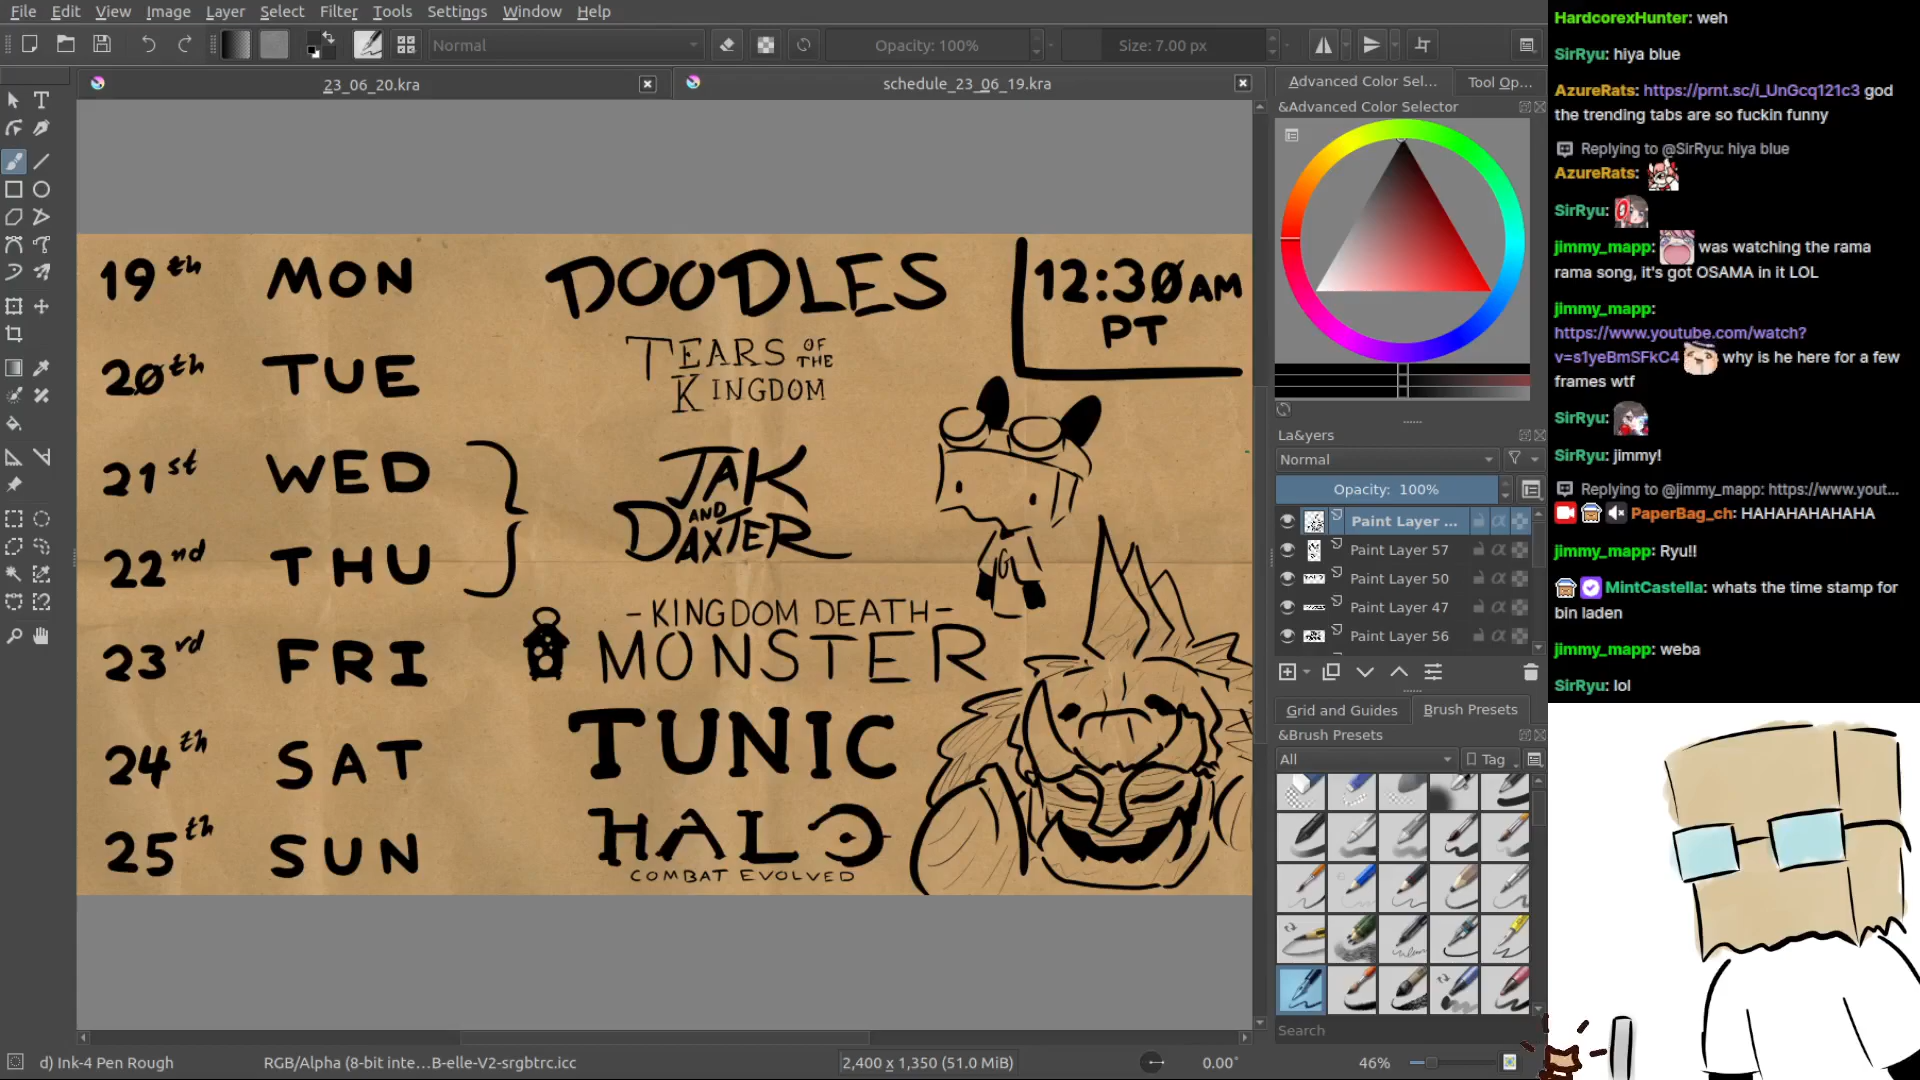 File Edit View Image Layer Select Filter Tools Settings Window Help
Normal
Opacity: 100%
Size: 7.00 px
23_06_20.kra
schedule_23_06_19.kra
19th MON DOODLES
12:30AM
PT
20th TUE TEARS OF THE
KINGDOM
21st WED JAK
AND
DAXTER
22nd THU
-KINGDOM DEATH-
23rd FRI MONSTER
24th SAT TUNIC
25th SUN HALO
COMBAT EVOLVED
d) Ink-4 Pen Rough
RGB/Alpha (8-bit inte...B-elle-V2-srgbtrc.icc
2,400 x 1,350 (51.0 MiB)
0.00°
46%
Advanced Color Sel...
Tool Op...
&Advanced Color Selector
La&yers
Normal
Opacity: 100%
Paint Layer ...
Paint Layer 57
Paint Layer 50
Paint Layer 47
Paint Layer 56
Grid and Guides
Brush Presets
&Brush Presets
All
Tag
Search
HardcorexHunter: weh
SirRyu: hiya blue
AzureRats: https://prnt.sc/i_UnGcq121c3 god
the trending tabs are so fuckin funny
Replying to @SirRyu: hiya blue
AzureRats:
SirRyu:
jimmy_mapp: was watching the rama
rama song, it's got OSAMA in it LOL
jimmy_mapp:
https://www.youtube.com/watch?
v=s1yeBmSFkC4 why is he here for a few
frames wtf
SirRyu:
SirRyu: jimmy!
Replying to @jimmy_mapp: https://www.yout...
PaperBag_ch: HAHAHAHAHAHA
jimmy_mapp: Ryu!!
MintCastella: whats the time stamp for
bin laden
jimmy_mapp: weba
SirRyu: lol